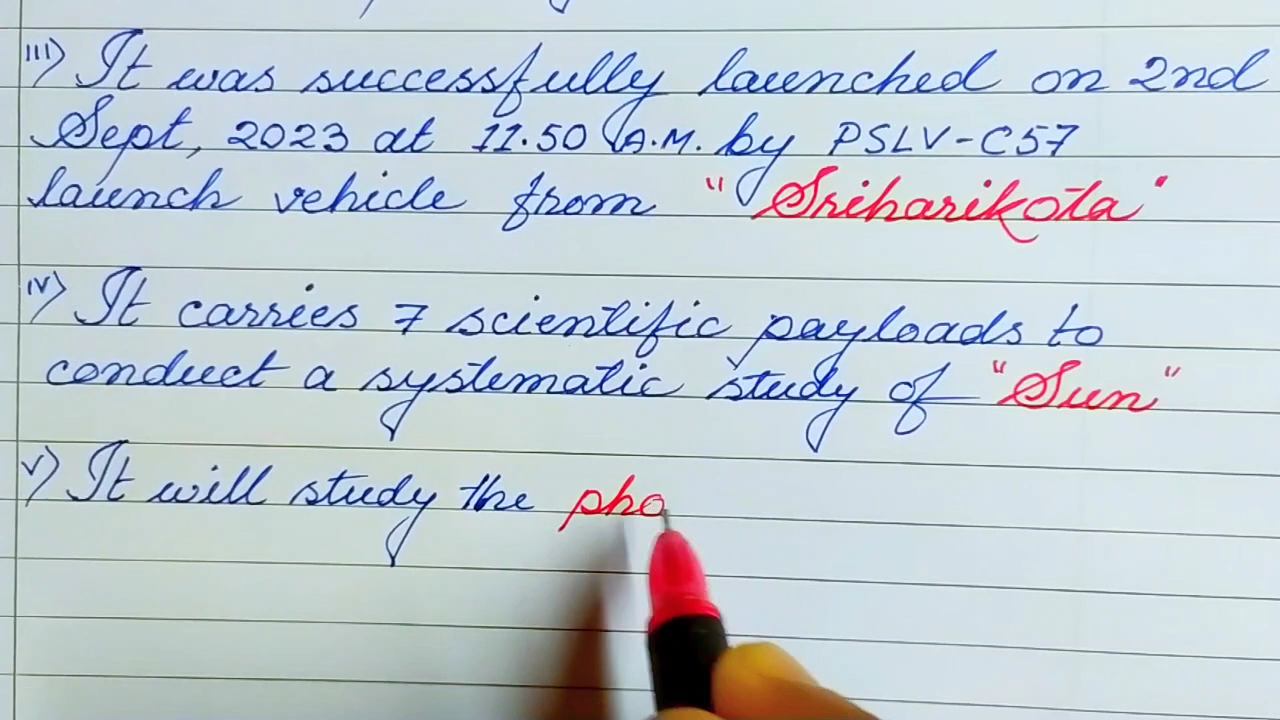 III) It was successfully launched on 2nd
Sept, 2023 at 11.50 A.M. by PSLV-C57
launch vehicle from "Sriharikota"
IV) It carries 7 scientific payloads to
conduct a systematic study of "Sun"
V) It will study the pho